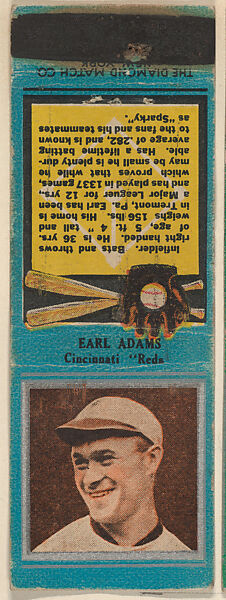 THE DIAMOND MATCH CO.
Infielder. Bats and throws
right handed. He is 36 yrs.
of age; 5 ft. 4 " tall and
weighs 156 lbs. His home is
in Tremont, Pa. Earl has been
a Major Leaguer for 12 yrs.,
and has played in 1337 games,
which proves that while he
may be small he is plenty dur-
able. Has a lifetime batting
average of .282, and is known
to the fans and his teammates
as "Sparky".
EARL ADAMS
Cincinnati "Reds